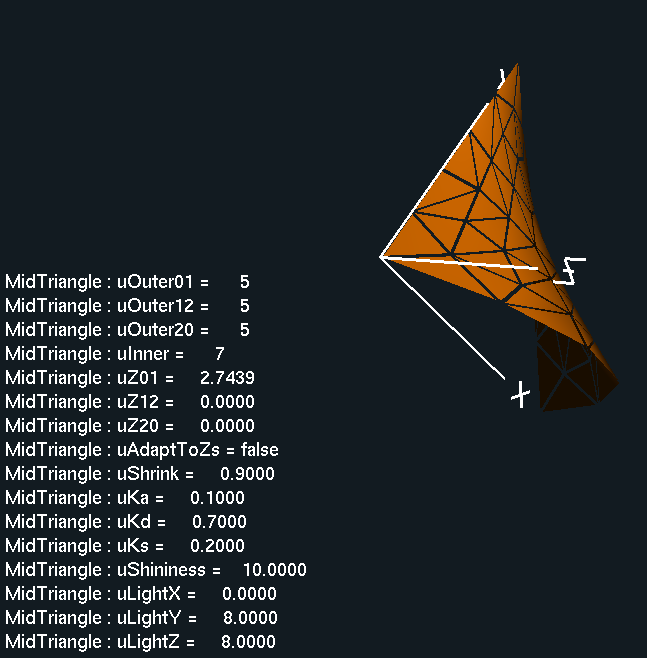 MidTriangle : uOuter01 = 5
MidTriangle : uOuter12 = 5
MidTriangle : uOuter20 = 5
MidTriangle : uInner = 7
MidTriangle : uZ01 = 2.7439
MidTriangle : uZ12 = 0.0000
MidTriangle : uZ20 = 0.0000
MidTriangle : uAdaptToZs = false
MidTriangle : uShrink = 0.9000
MidTriangle : uKa = 0.1000
MidTriangle : uKd = 0.7000
MidTriangle : uKs = 0.2000
MidTriangle : uShininess = 10.0000
MidTriangle : uLightX = 0.0000
MidTriangle : uLightY = 8.0000
MidTriangle : uLightZ = 8.0000
X